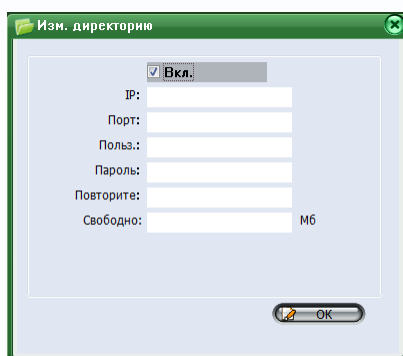 Изм. директорию
Вкл.
IP:
Порт:
Польз.:
Пароль:
Повторите:
Свободно: Мб
OK